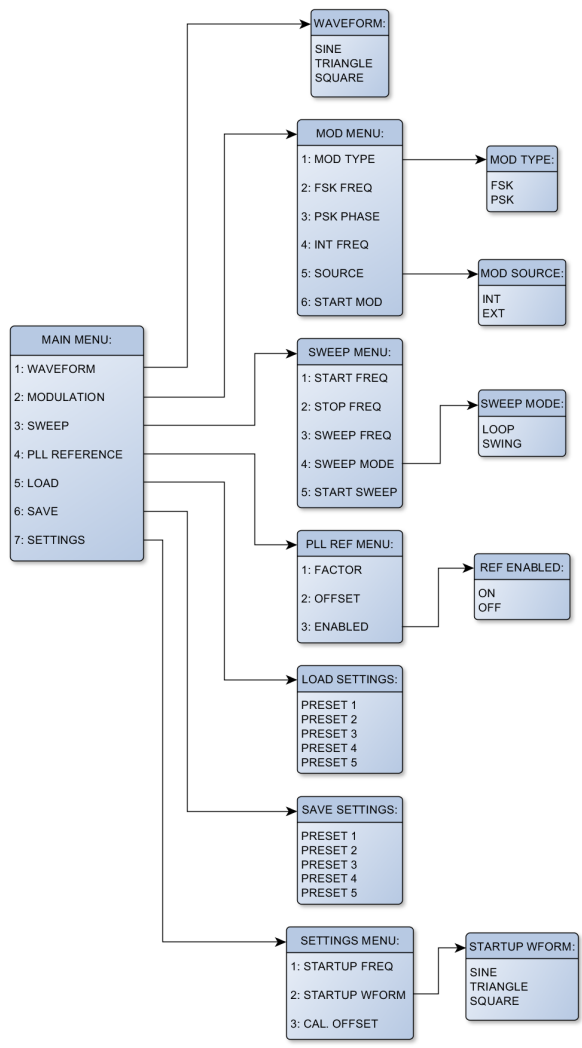 MAIN MENU:
1: WAVEFORM
2: MODULATION
3: SWEEP
4: PLL REFERENCE
5: LOAD
6: SAVE
7: SETTINGS
WAVEFORM:
SINE
TRIANGLE
SQUARE
MOD MENU:
1: MOD TYPE
2: FSK FREQ
3: PSK PHASE
4: INT FREQ
5: SOURCE
6: START MOD
MOD TYPE:
FSK
PSK
MOD SOURCE:
INT
EXT
SWEEP MENU:
1: START FREQ
2: STOP FREQ
3: SWEEP FREQ
4: SWEEP MODE
5: START SWEEP
SWEEP MODE:
LOOP
SWING
PLL REF MENU:
1: FACTOR
2: OFFSET
3: ENABLED
REF ENABLED:
ON
OFF
LOAD SETTINGS:
PRESET 1
PRESET 2
PRESET 3
PRESET 4
PRESET 5
SAVE SETTINGS:
PRESET 1
PRESET 2
PRESET 3
PRESET 4
PRESET 5
SETTINGS MENU:
1: STARTUP FREQ
2: STARTUP WFORM
3: CAL. OFFSET
STARTUP WFORM:
SINE
TRIANGLE
SQUARE